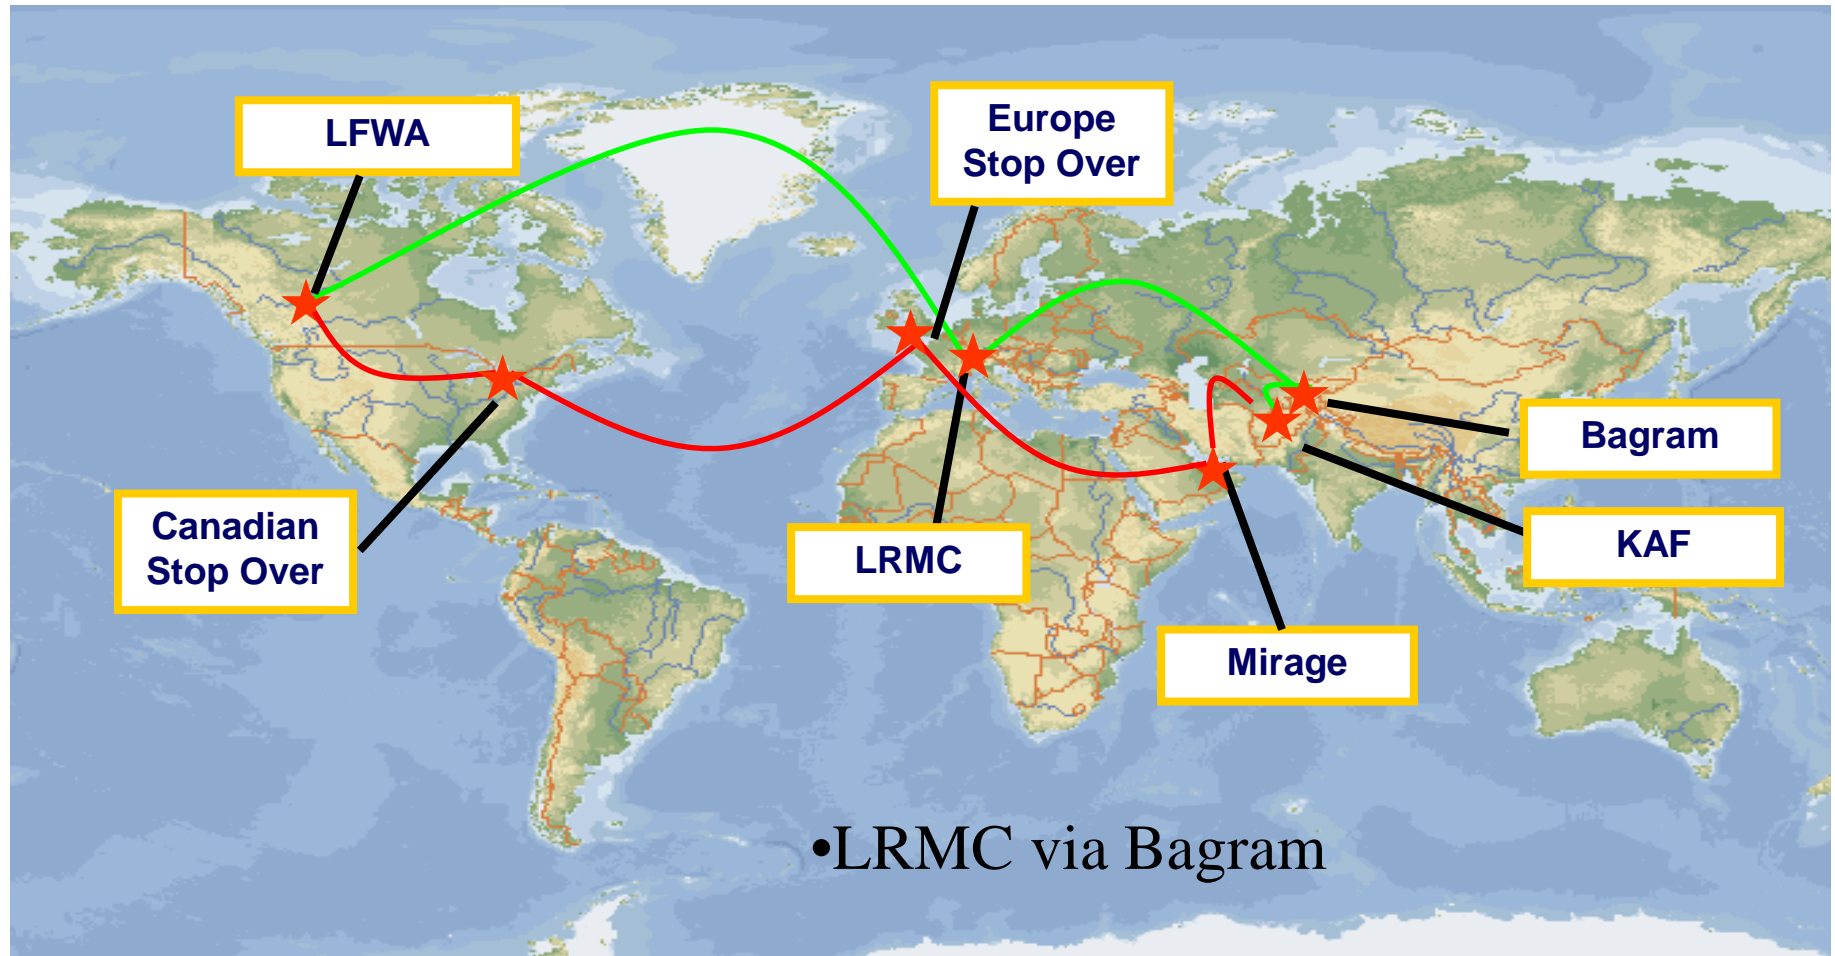 LFWA
Europe
Stop Over
Bagram
Canadian
Stop Over
LRMC
KAF
Mirage
•LRMC via Bagram